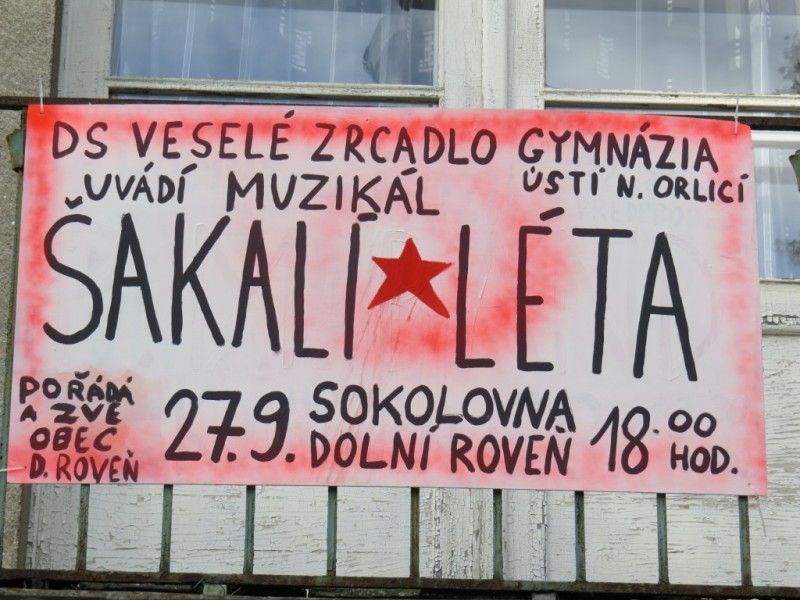 DS VESELÉ ZRCADLO GYMNÁZIA
ÚSTÍ N. ORLICÍ
UVÁDÍ MUZIKÁL
ŠAKALÍ LÉTA
POŘÁDÁ
A ZVE
OBEC
D. ROVEŇ
27.9.
SOKOLOVNA
DOLNÍ ROVEŇ
18.00
HOD.